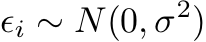 ϵᵢ ∼ N(0, σ²)